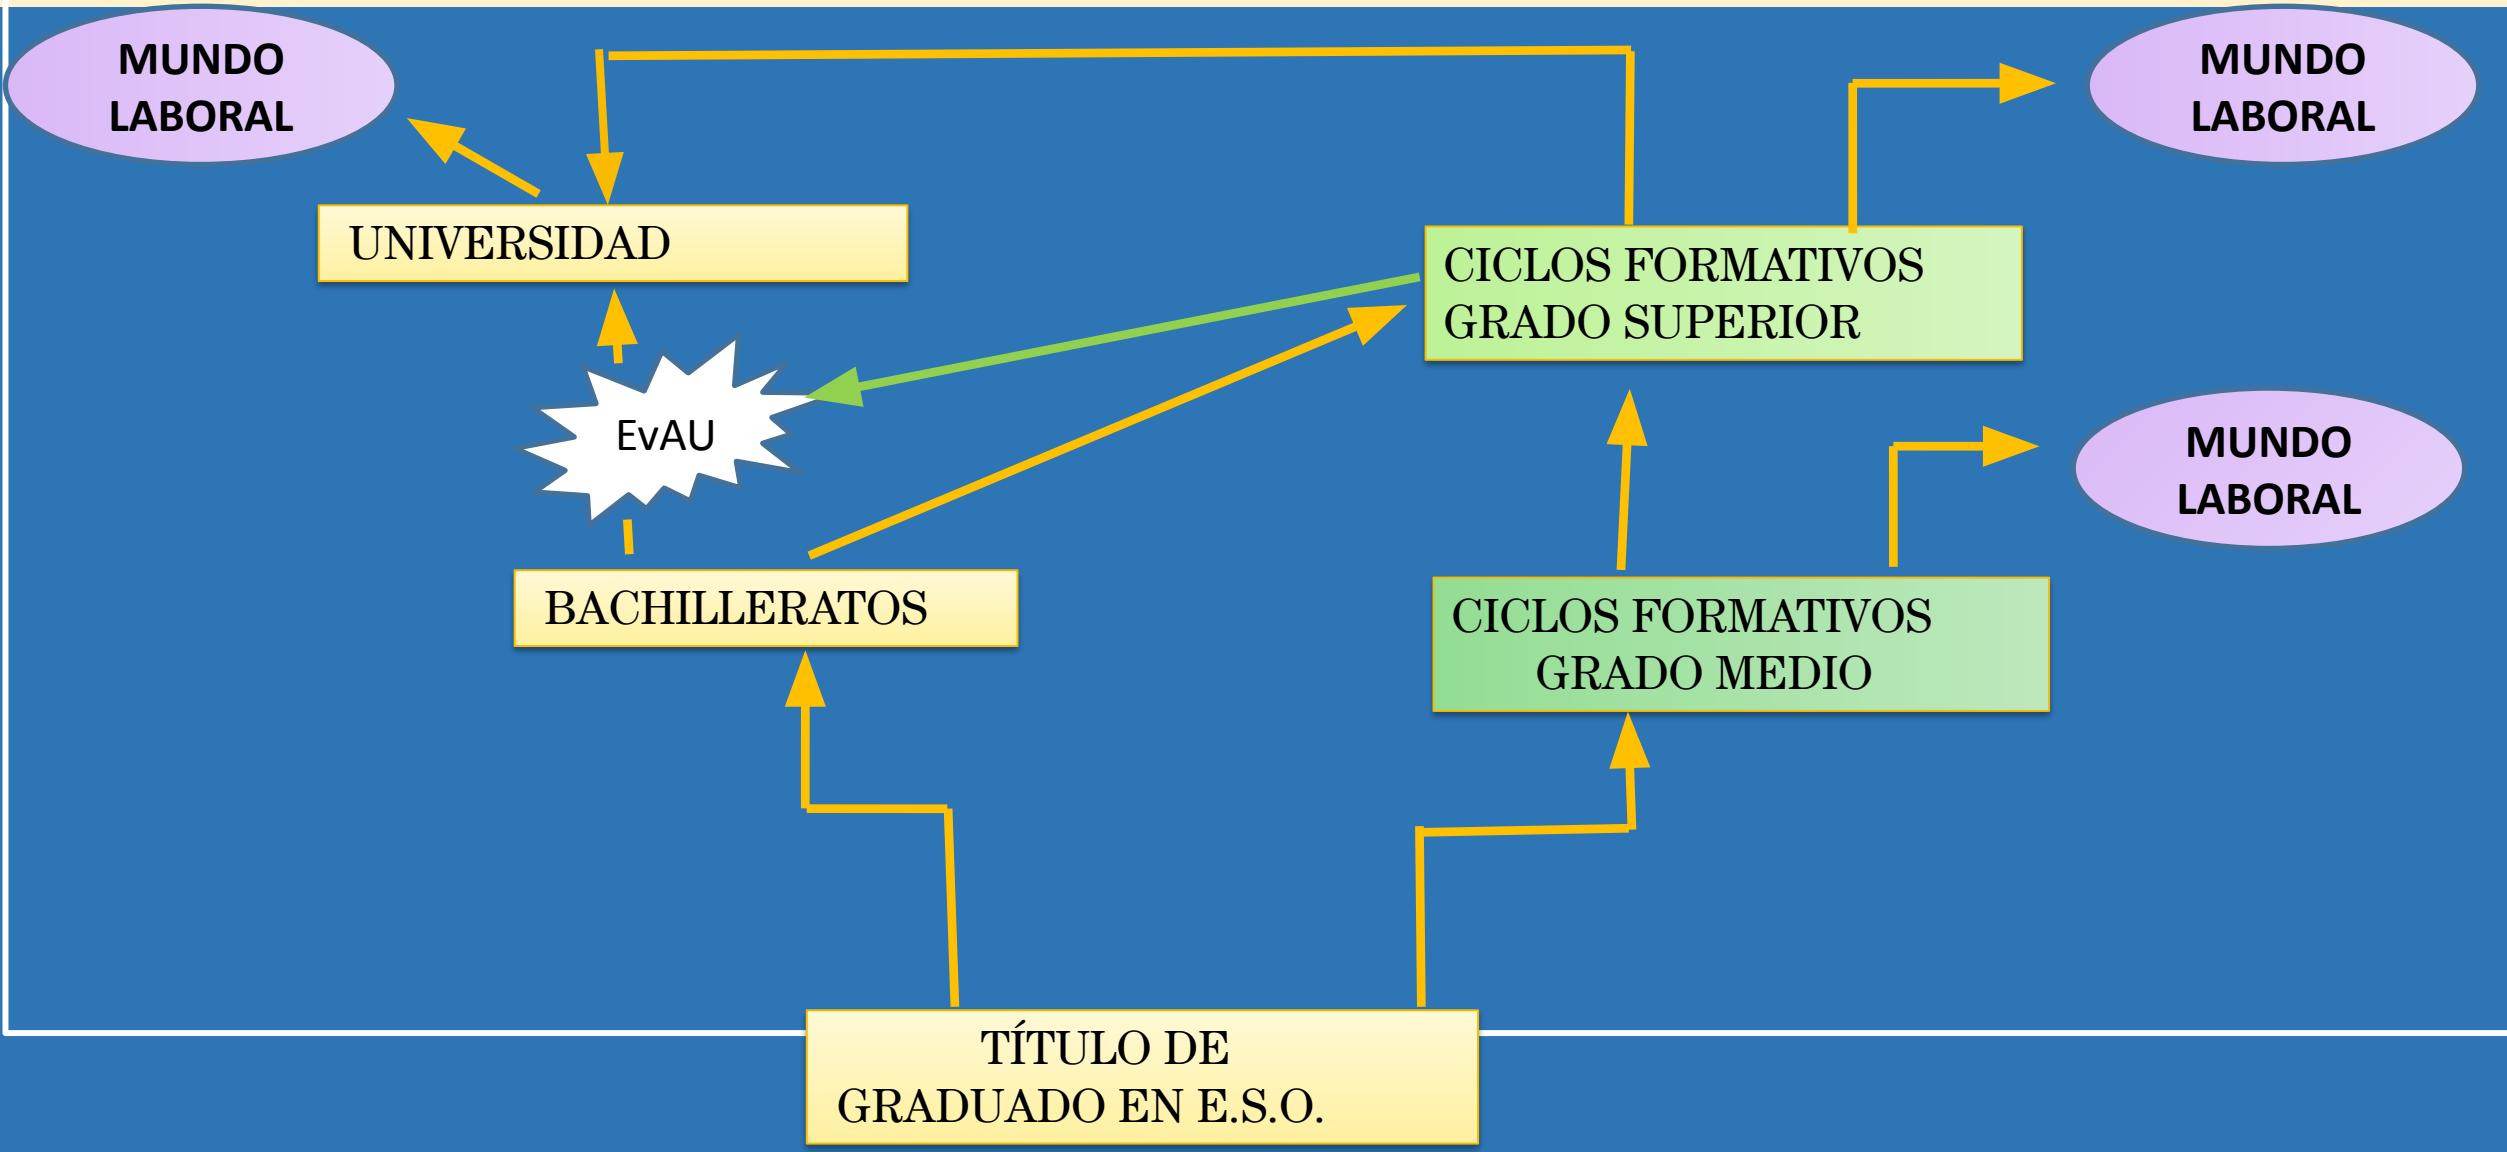 MUNDO
LABORAL
MUNDO
LABORAL
UNIVERSIDAD
CICLOS FORMATIVOS
GRADO SUPERIOR
EvAU
MUNDO
LABORAL
BACHILLERATOS
CICLOS FORMATIVOS
GRADO MEDIO
TÍTULO DE
GRADUADO EN E.S.O.